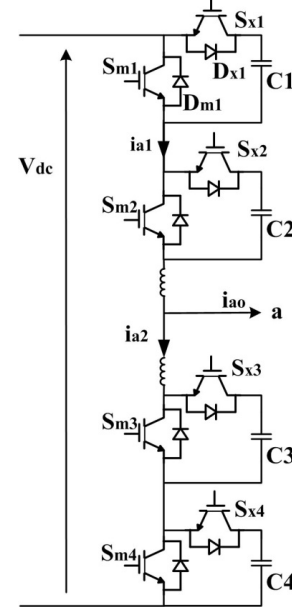 Sx1
Sm1
Dx1
C1
Dm1
ia1
Sx2
Vdc
Sm2
C2
iao
a
ia2
Sx3
Sm3
C3
Sx4
Sm4
C4